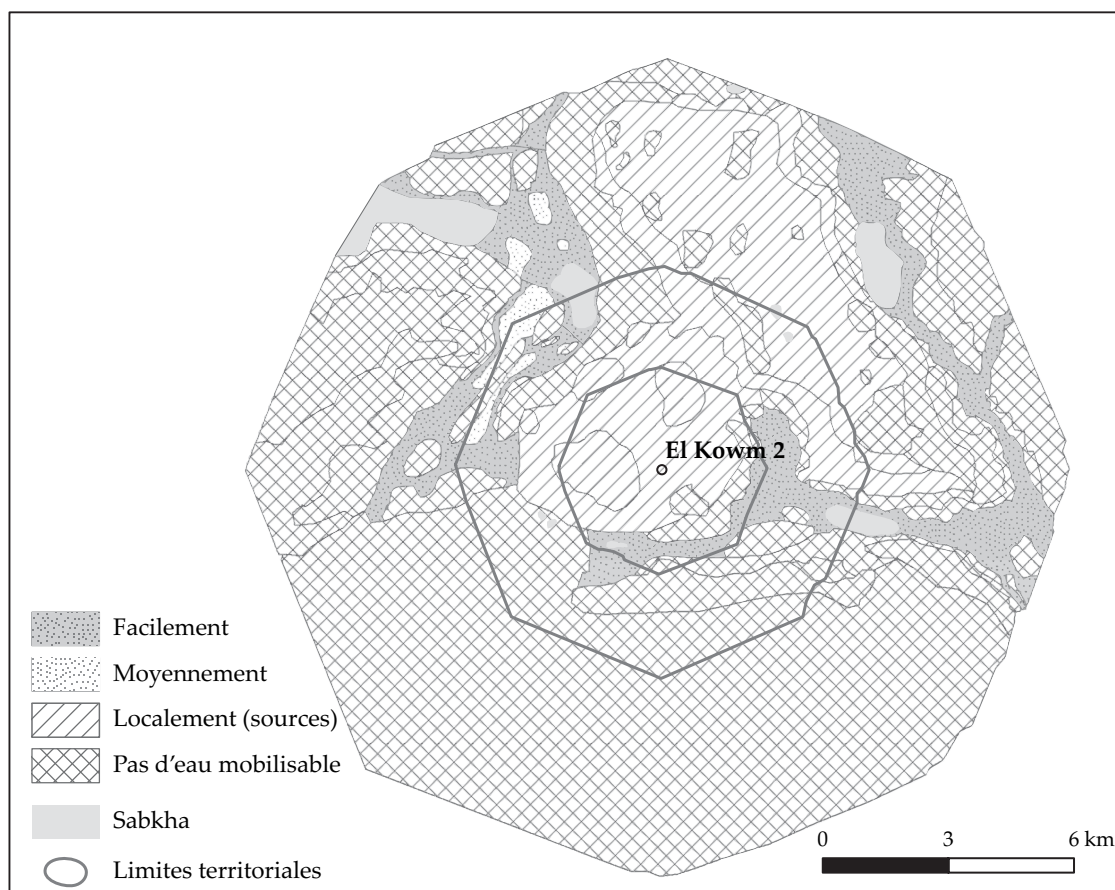 El Kowm 2
Facilement
Moyennement
Localement (sources)
Pas d'eau mobilisable
Sabkha
Limites territoriales
0 3 6 km